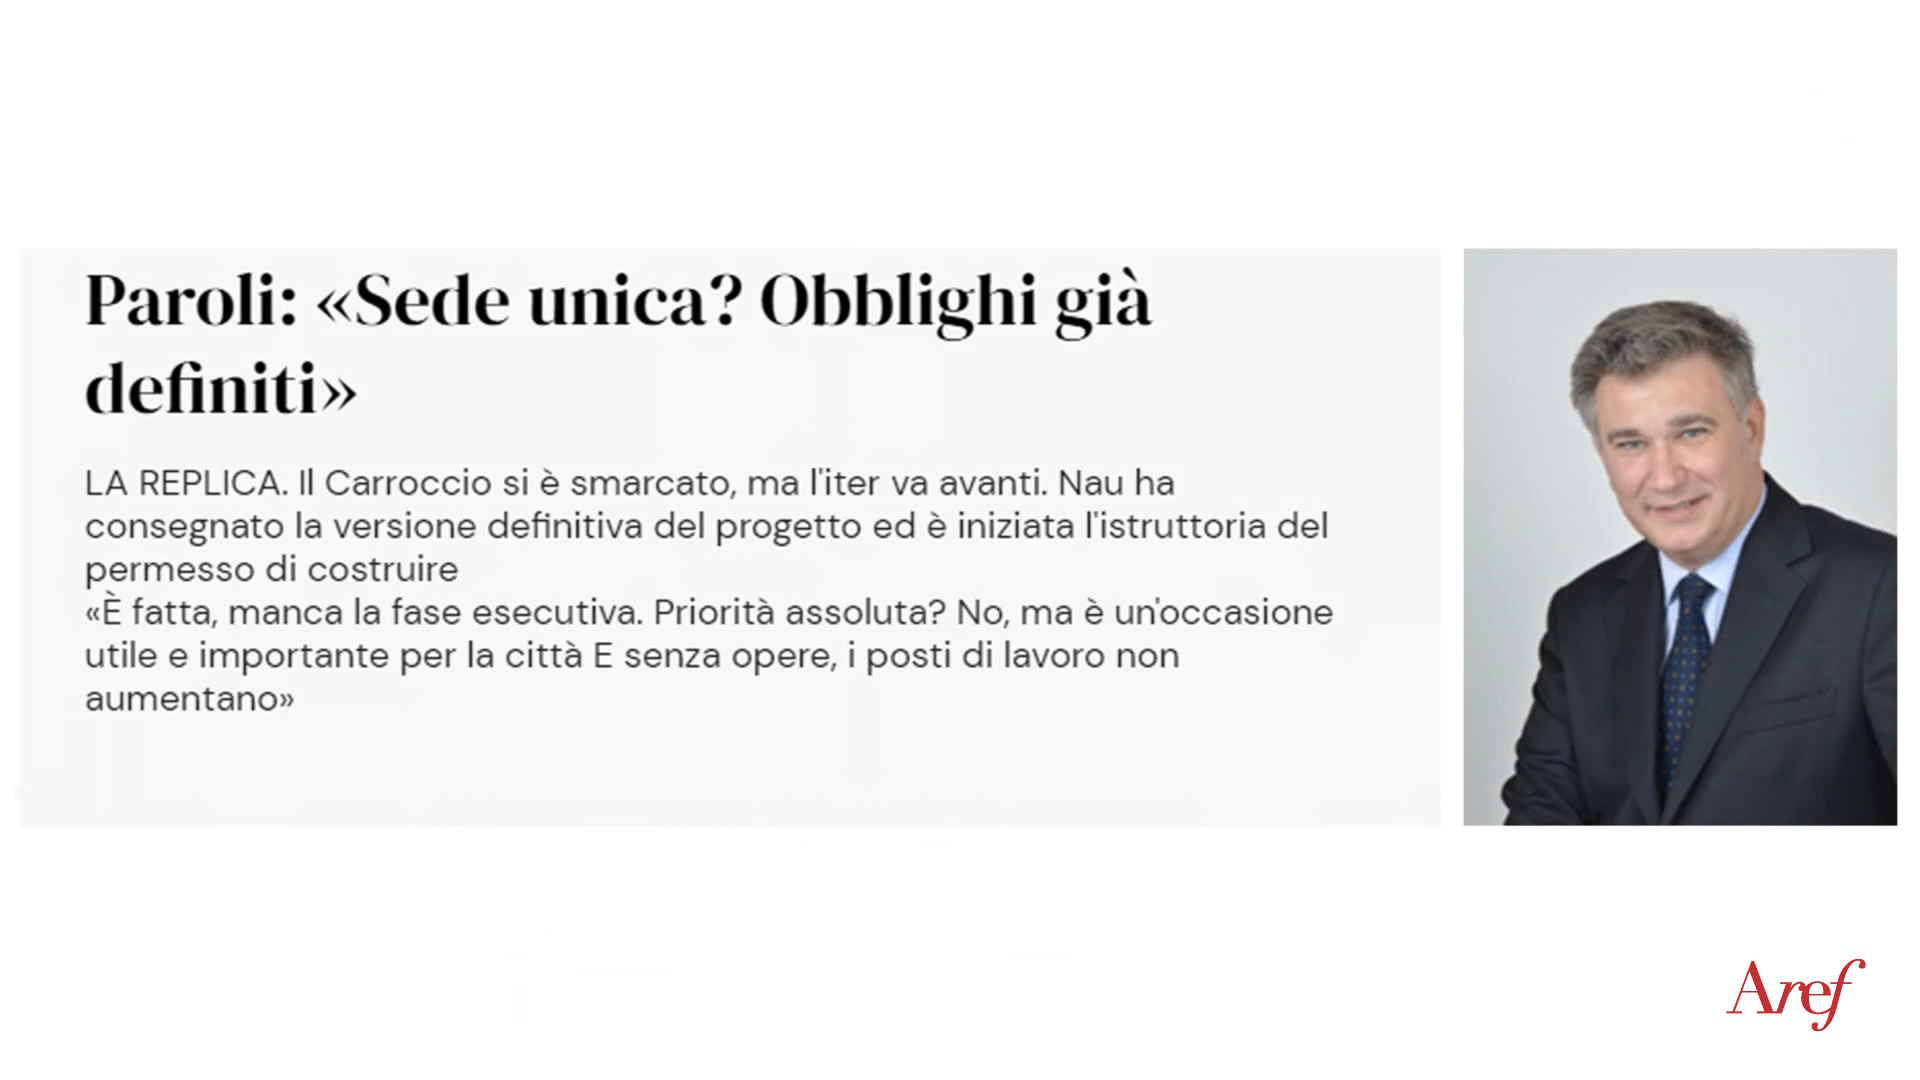 Paroli: «Sede unica? Obblighi già
definiti»
LA REPLICA. Il Carroccio si è smarcato, ma l'iter va avanti. Nau ha
consegnato la versione definitiva del progetto ed è iniziata l'istruttoria del
permesso di costruire
«È fatta, manca la fase esecutiva. Priorità assoluta? No, ma è un'occasione
utile e importante per la città E senza opere, i posti di lavoro non
aumentano»
Aref